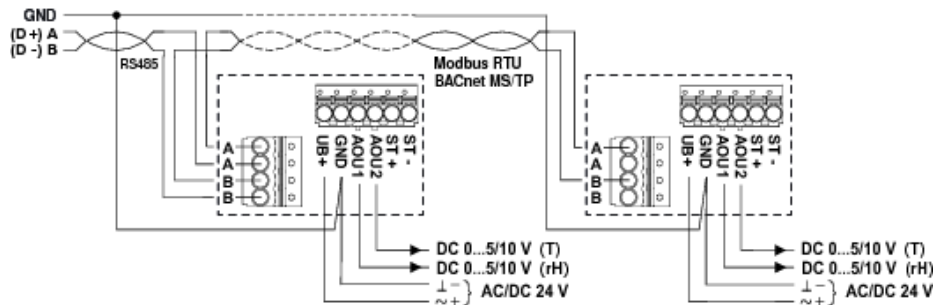 GND
(D+) A
(D -) B
RS485
Modbus RTU
BACnet MS/TP
UB+
GND
AOU1
AOU2
ST +
ST -
A
A
B
B
DC 0...5/10 V (T)
DC 0...5/10 V (rH)
⊥ –
~ +
AC/DC 24 V
UB+
GND
AOU1
AOU2
ST +
ST -
A
A
B
B
DC 0...5/10 V (T)
DC 0...5/10 V (rH)
⊥ –
~ +
AC/DC 24 V